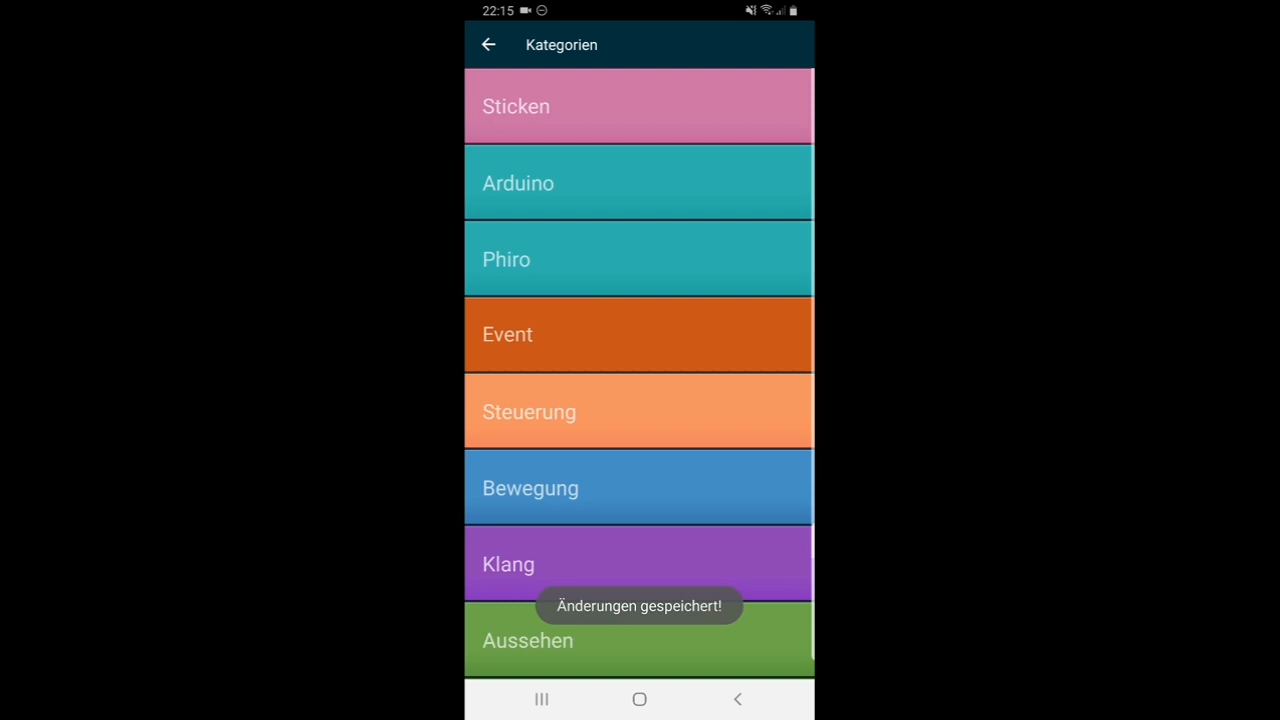 22:15
Kategorien
Sticken
Arduino
Phiro
Event
Steuerung
Bewegung
Klang
Änderungen gespeichert!
Aussehen